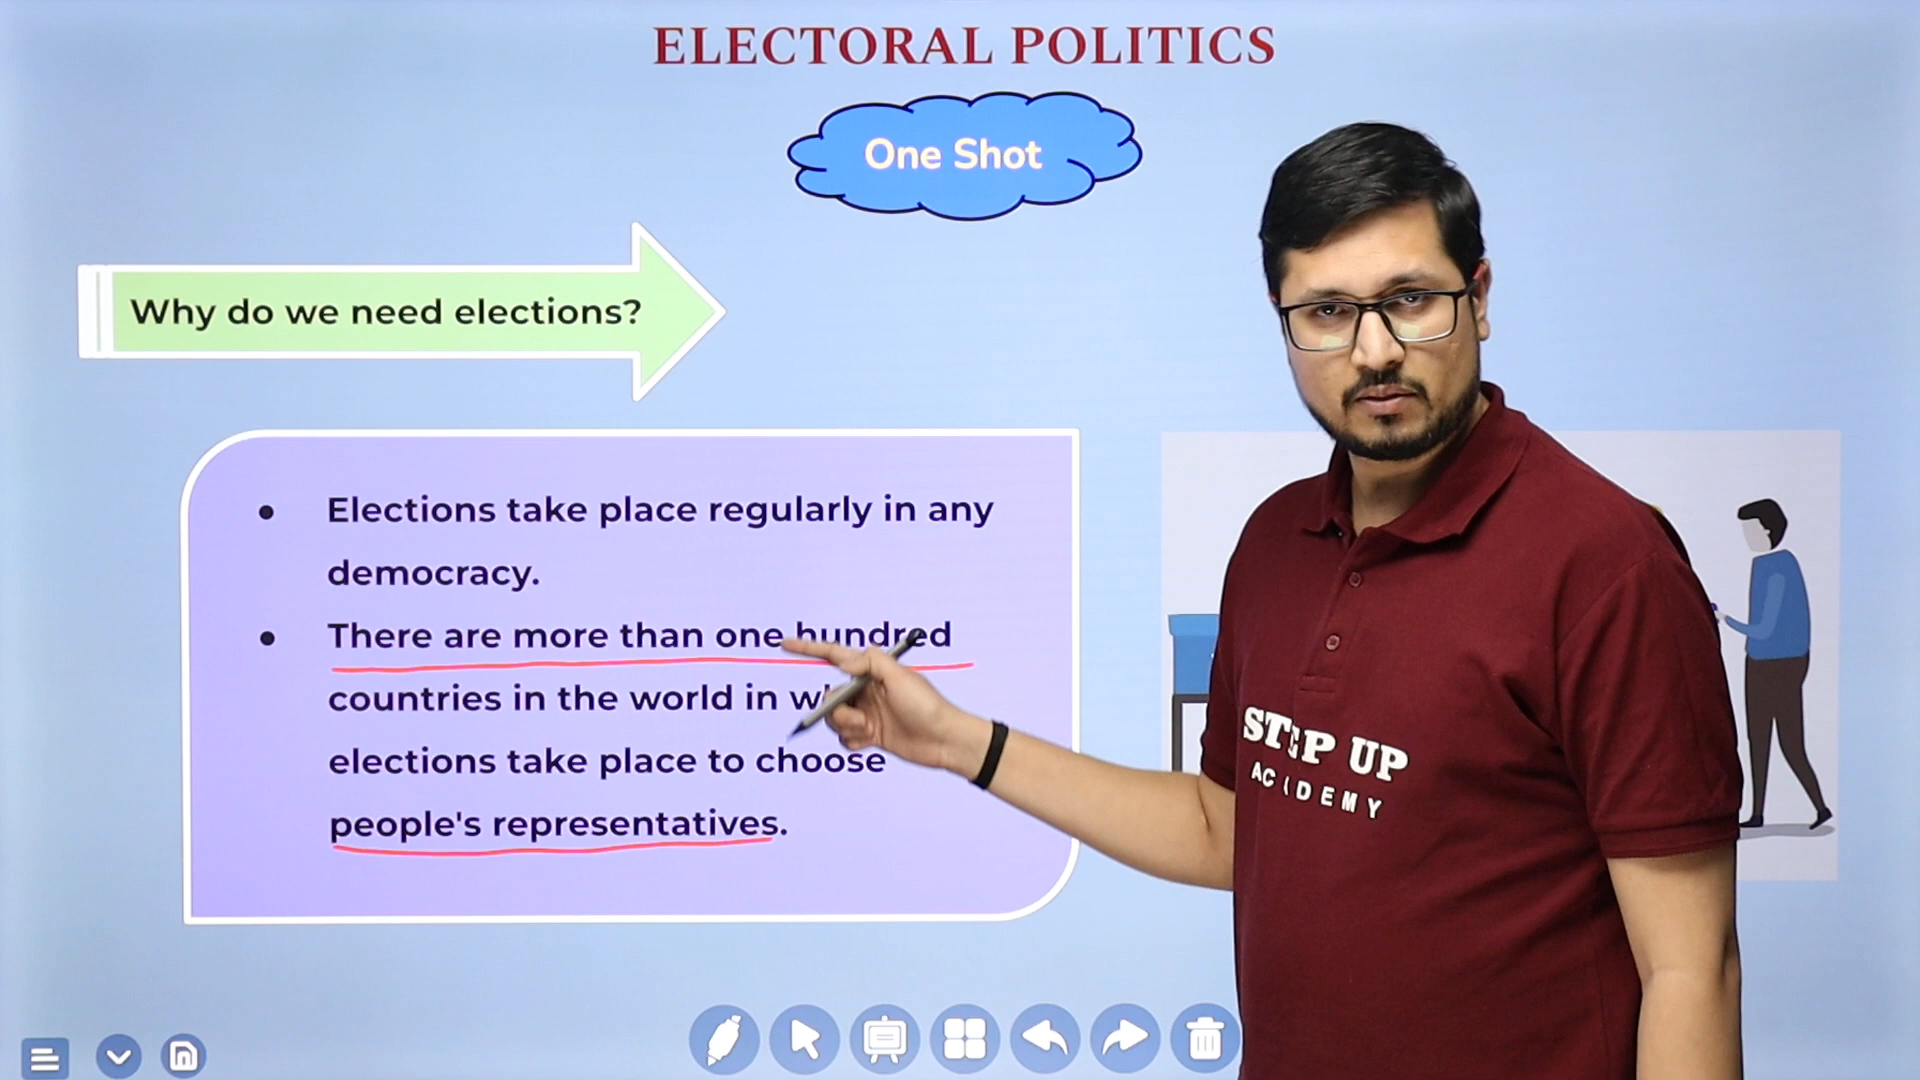 ELECTORAL POLITICS
One Shot
Why do we need elections?
• Elections take place regularly in any
democracy.
• There are more than one hundred
countries in the world in
elections take place to choose
people's representatives.
STEP UP
ACADEMY